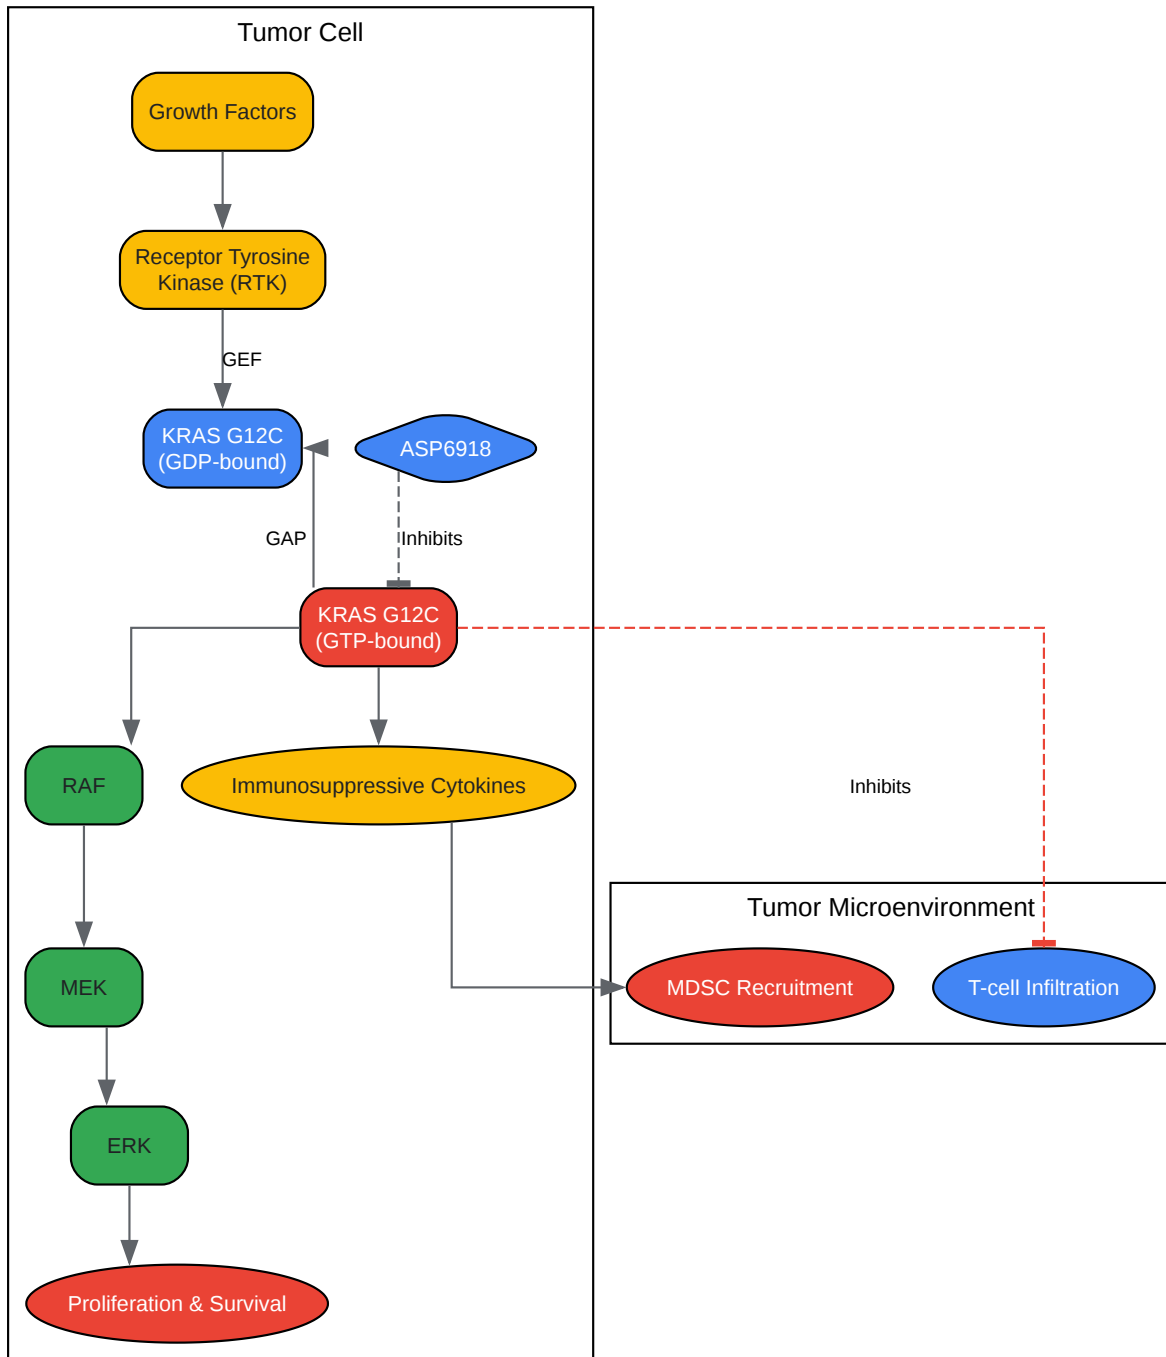 Tumor Cell
Growth Factors
Receptor Tyrosine
Kinase (RTK)
GEF
KRAS G12C
(GDP-bound)
ASP6918
GAP
Inhibits
KRAS G12C
(GTP-bound)
RAF
Immunosuppressive Cytokines
Inhibits
Tumor Microenvironment
MEK
MDSC Recruitment
T-cell Infiltration
ERK
Proliferation & Survival